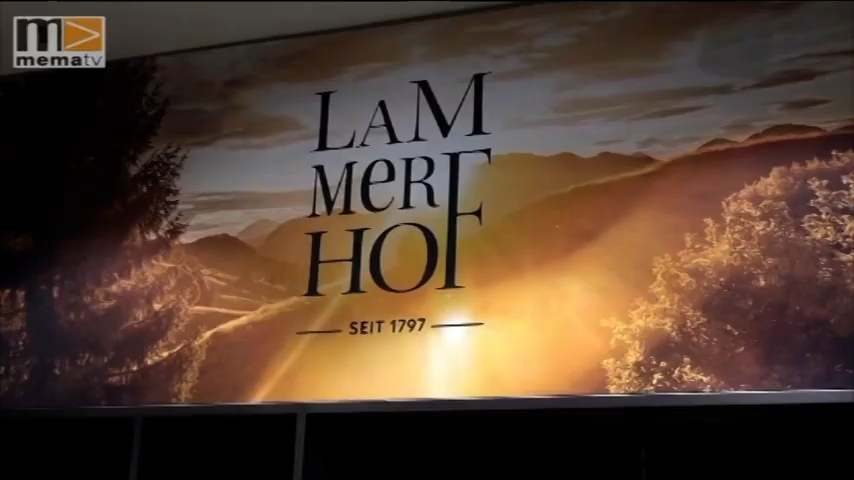 m>
mematv
LAM
MERF
HOF
SEIT 1797